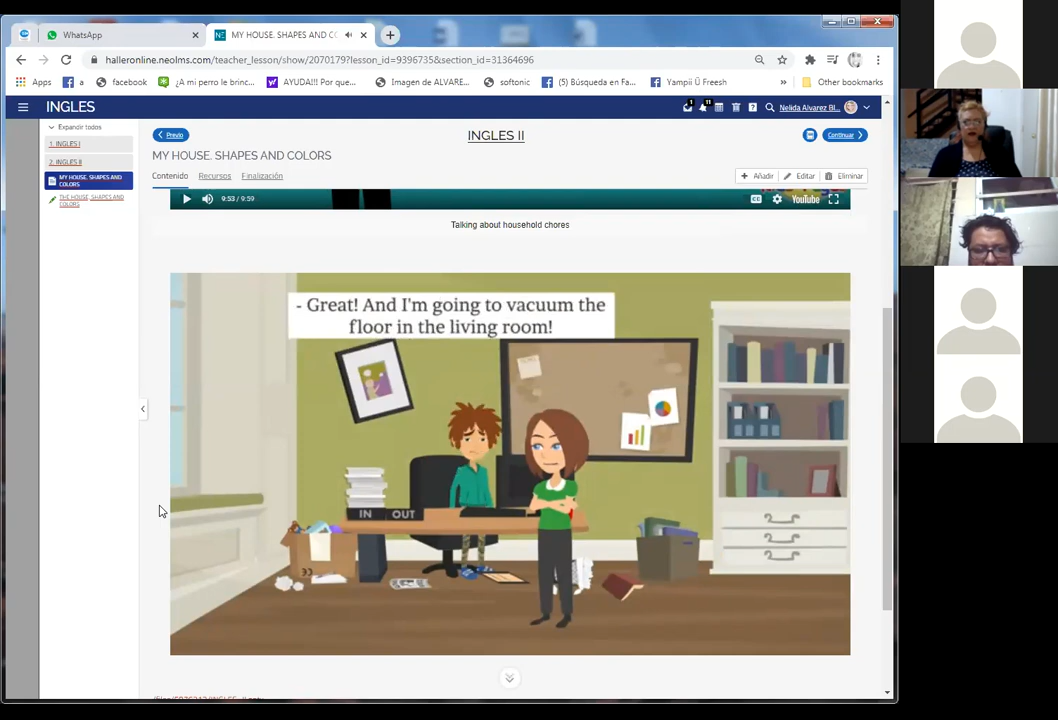 WhatsApp
MY HOUSE. SHAPES AND CO
halleronline.neolms.com/teacher_lesson/show/2070179?lesson_id=9396735&section_id=31364696
Apps
a
facebook
¿A mi perro le brinc...
AYUDA!!! Por que...
Imagen de ALVARE...
softonic
(5) Búsqueda en Fa...
Yampii Ü Freesh
Other bookmarks
INGLES
1
11
Nelida Alvarez Bl...
Expandir todos
1. INGLES I
2. INGLES II
MY HOUSE. SHAPES AND
COLORS
THE HOUSE, SHAPES AND
COLORS
Previo
INGLES II
Continuar
MY HOUSE. SHAPES AND COLORS
Contenido
Recursos
Finalización
Añadir
Editar
Eliminar
9:53 / 9:59
CC
YouTube
Talking about household chores
- Great! And I'm going to vacuum the
floor in the living room!
IN OUT